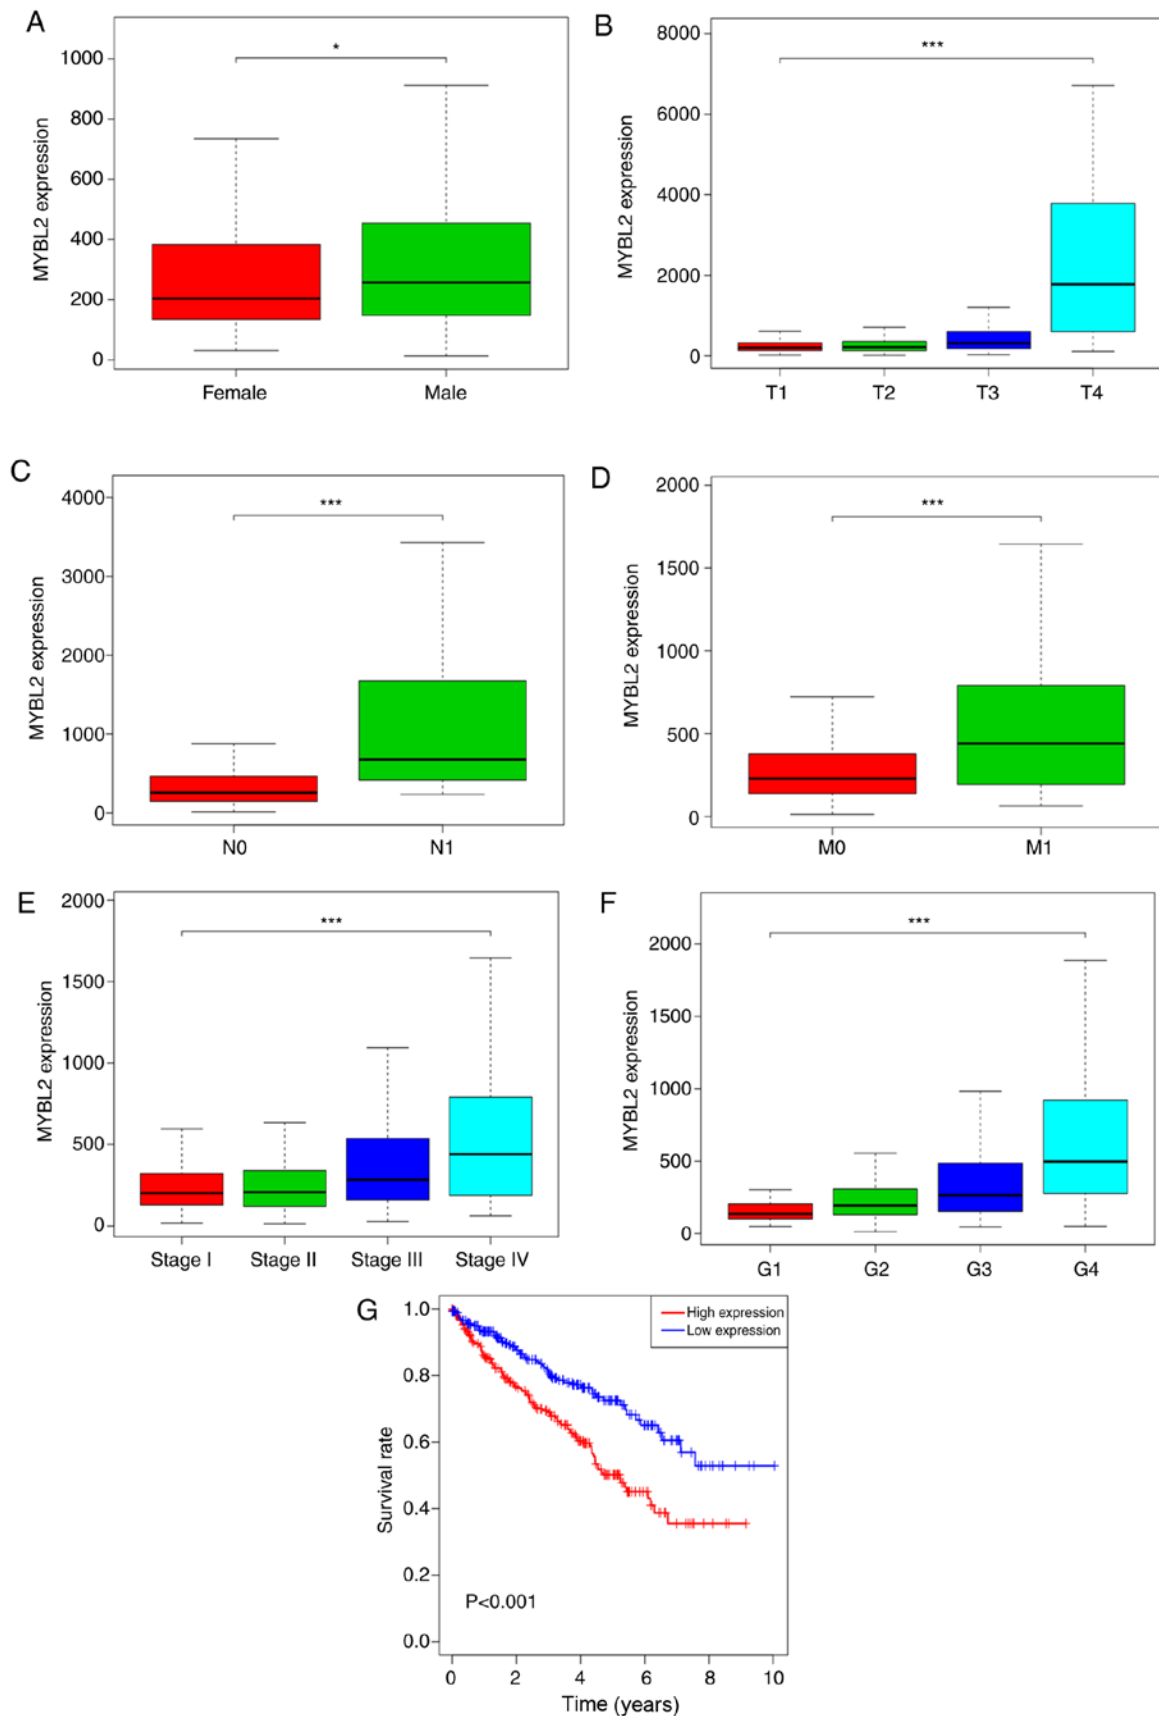 A
*
MYBL2 expression
1000
800
600
400
200
0
Female Male
B
***
MYBL2 expression
8000
6000
4000
2000
0
T1 T2 T3 T4
C
***
MYBL2 expression
4000
3000
2000
1000
0
N0 N1
D
***
MYBL2 expression
2000
1500
1000
500
0
M0 M1
E
***
MYBL2 expression
2000
1500
1000
500
0
Stage I Stage II Stage III Stage IV
F
***
MYBL2 expression
2000
1500
1000
500
0
G1 G2 G3 G4
G
High expression
Low expression
Survival rate
1.0
0.8
0.6
0.4
0.2
0.0
P<0.001
0 2 4 6 8 10
Time (years)